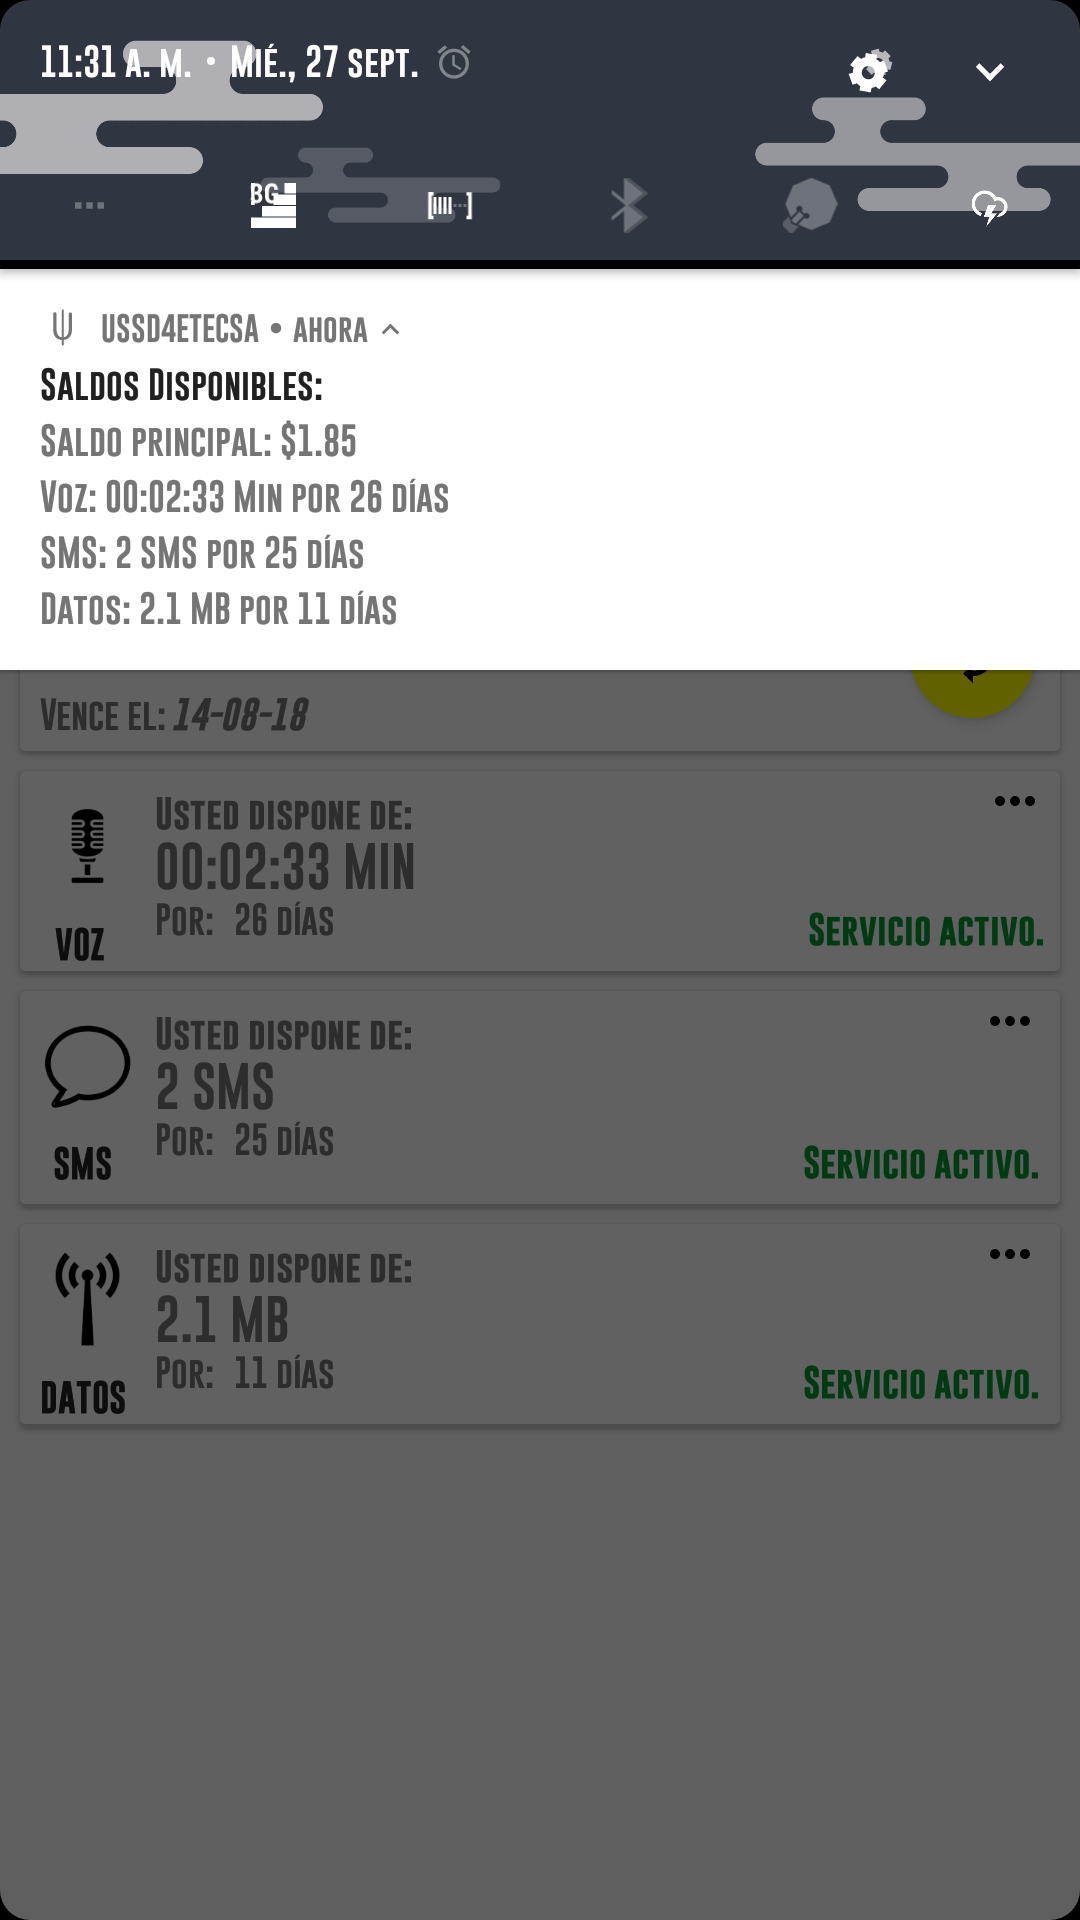 11:31 A. M. • MIÉ., 27 SEPT.
BG
USSD4ETECSA • AHORA
SALDOS DISPONIBLES:
SALDO PRINCIPAL: $1.85
VOZ: 00:02:33 MIN POR 26 DÍAS
SMS: 2 SMS POR 25 DÍAS
DATOS: 2.1 MB POR 11 DÍAS
VENCE EL: 14-08-18
USTED DISPONE DE:
00:02:33 MIN
POR: 26 DÍAS
VOZ
SERVICIO ACTIVO.
USTED DISPONE DE:
2 SMS
POR: 25 DÍAS
SMS
SERVICIO ACTIVO.
USTED DISPONE DE:
2.1 MB
POR: 11 DÍAS
DATOS
SERVICIO ACTIVO.